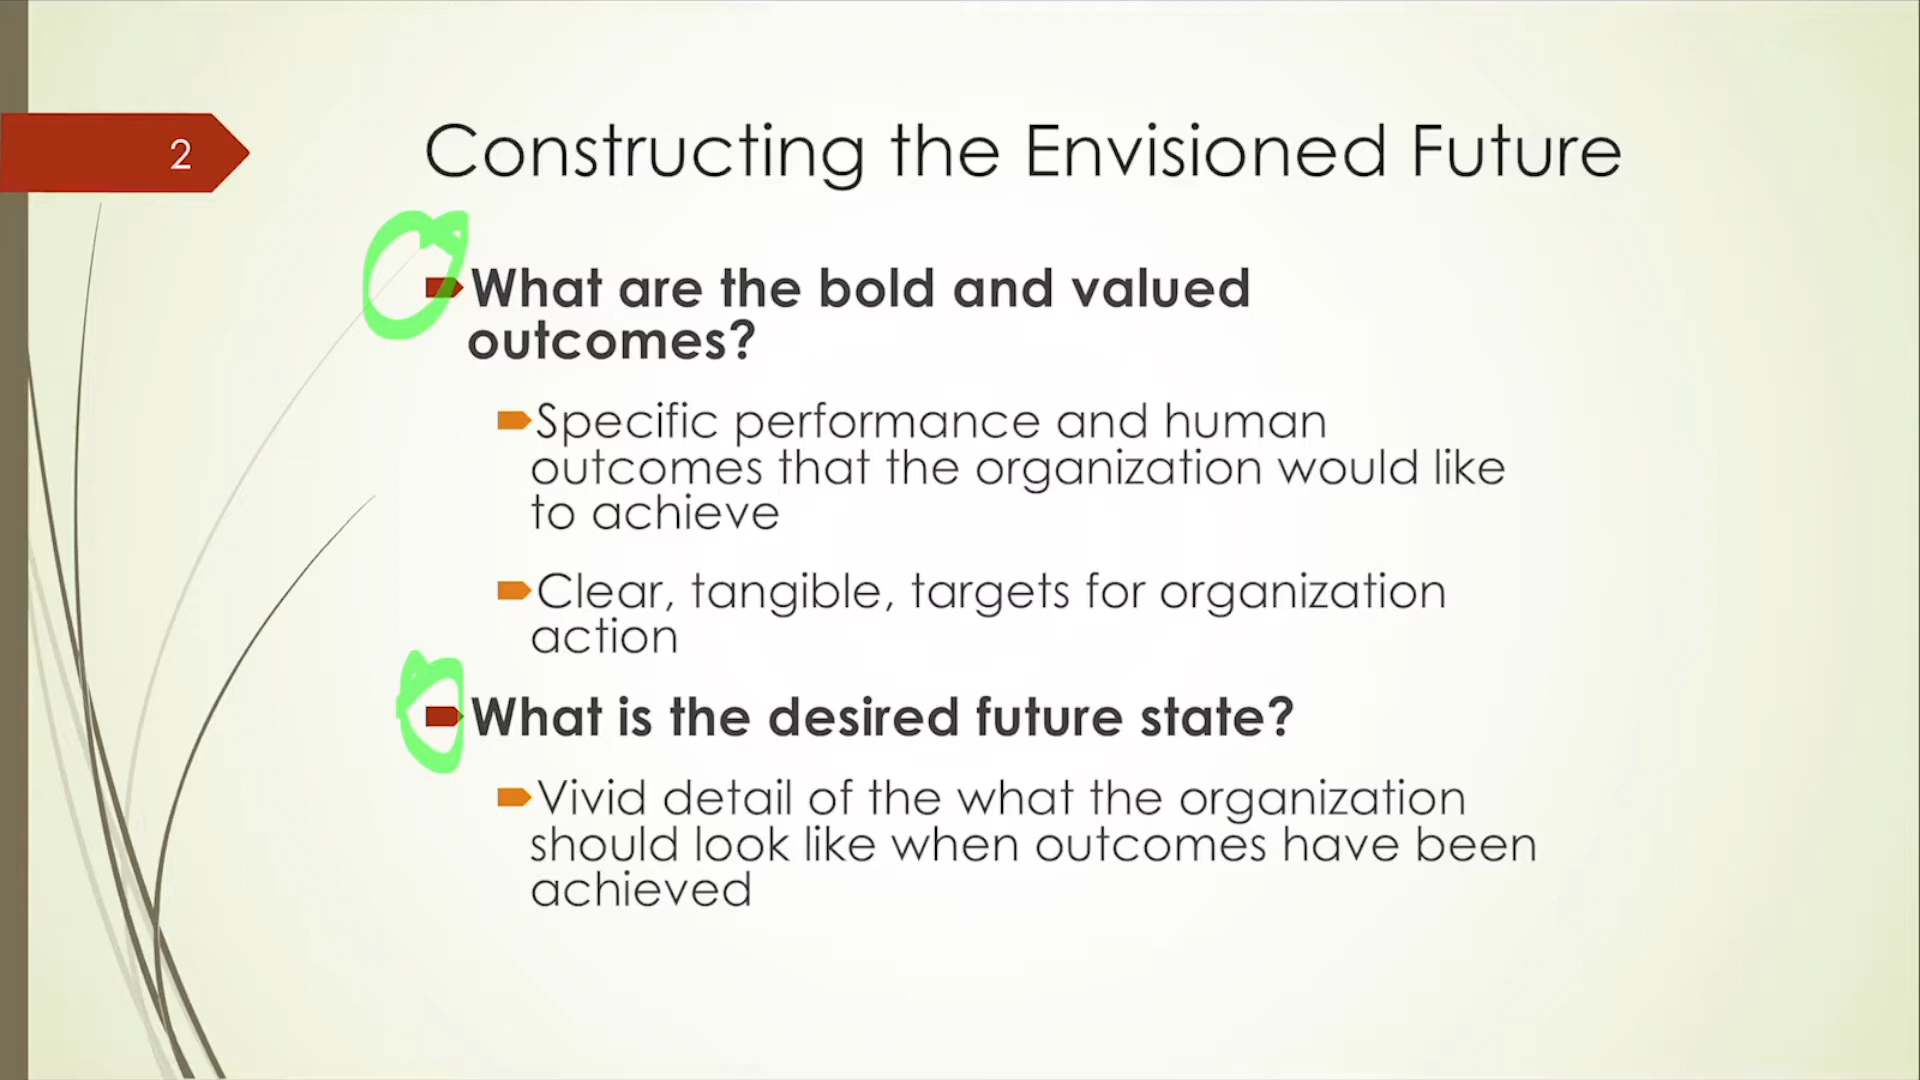 2
Constructing the Envisioned Future
What are the bold and valued
outcomes?
Specific performance and human
outcomes that the organization would like
to achieve
Clear, tangible, targets for organization
action
What is the desired future state?
Vivid detail of the what the organization
should look like when outcomes have been
achieved